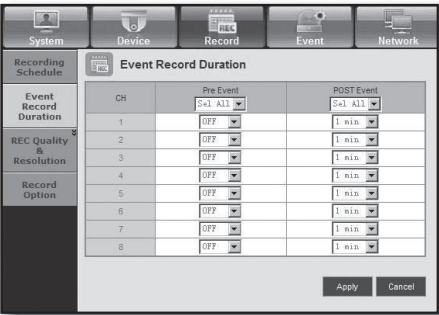 System Device Record Event Network
REC
Recording
Schedule
Event
Record
Duration
REC Quality
&
Resolution
Record
Option
REC Event Record Duration
CH Pre Event POST Event
Sel All Sel All
1 OFF 1 min
2 OFF 1 min
3 OFF 1 min
4 OFF 1 min
5 OFF 1 min
6 OFF 1 min
7 OFF 1 min
8 OFF 1 min
Apply Cancel